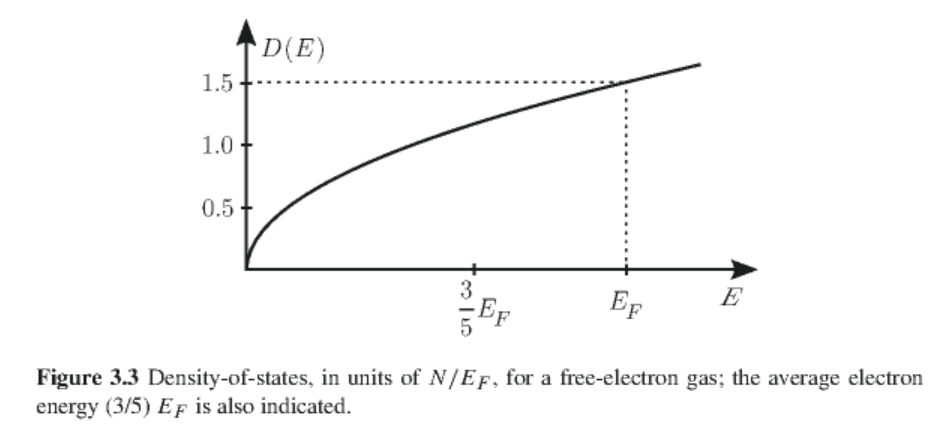 D(E)
1.5
1.0
0.5
3/5 E_F
E_F
E
Figure 3.3 Density-of-states, in units of N/E_F, for a free-electron gas; the average electron
energy (3/5) E_F is also indicated.